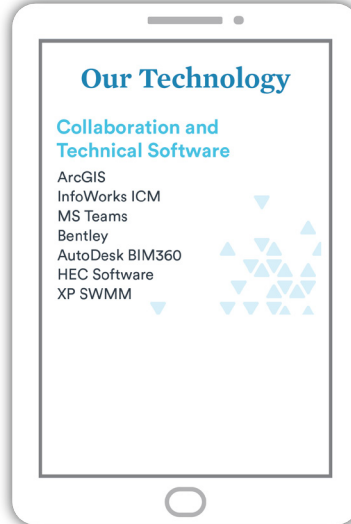 Our Technology
Collaboration and
Technical Software
ArcGIS
InfoWorks ICM
MS Teams
Bentley
AutoDesk BIM360
HEC Software
XP SWMM